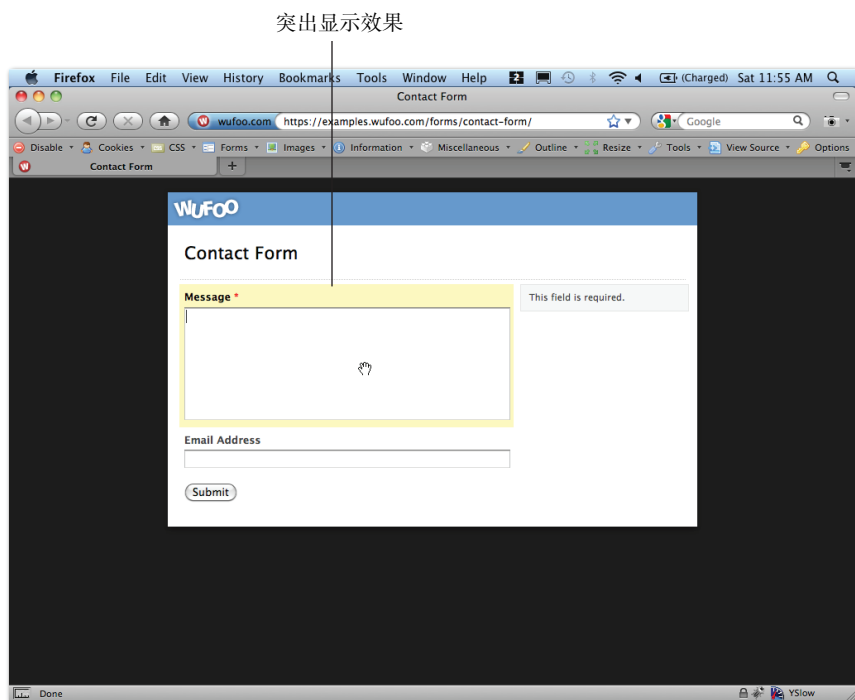 突出显示效果
Firefox File Edit View History Bookmarks Tools Window Help (Charged) Sat 11:55 AM
Contact Form
wufoo.com https://examples.wufoo.com/forms/contact-form/ Google
Disable Cookies CSS Forms Images Information Miscellaneous Outline Resize Tools View Source Options
Contact Form
WUFOO
Contact Form
Message *
This field is required.
Email Address
Submit
Done YSlow